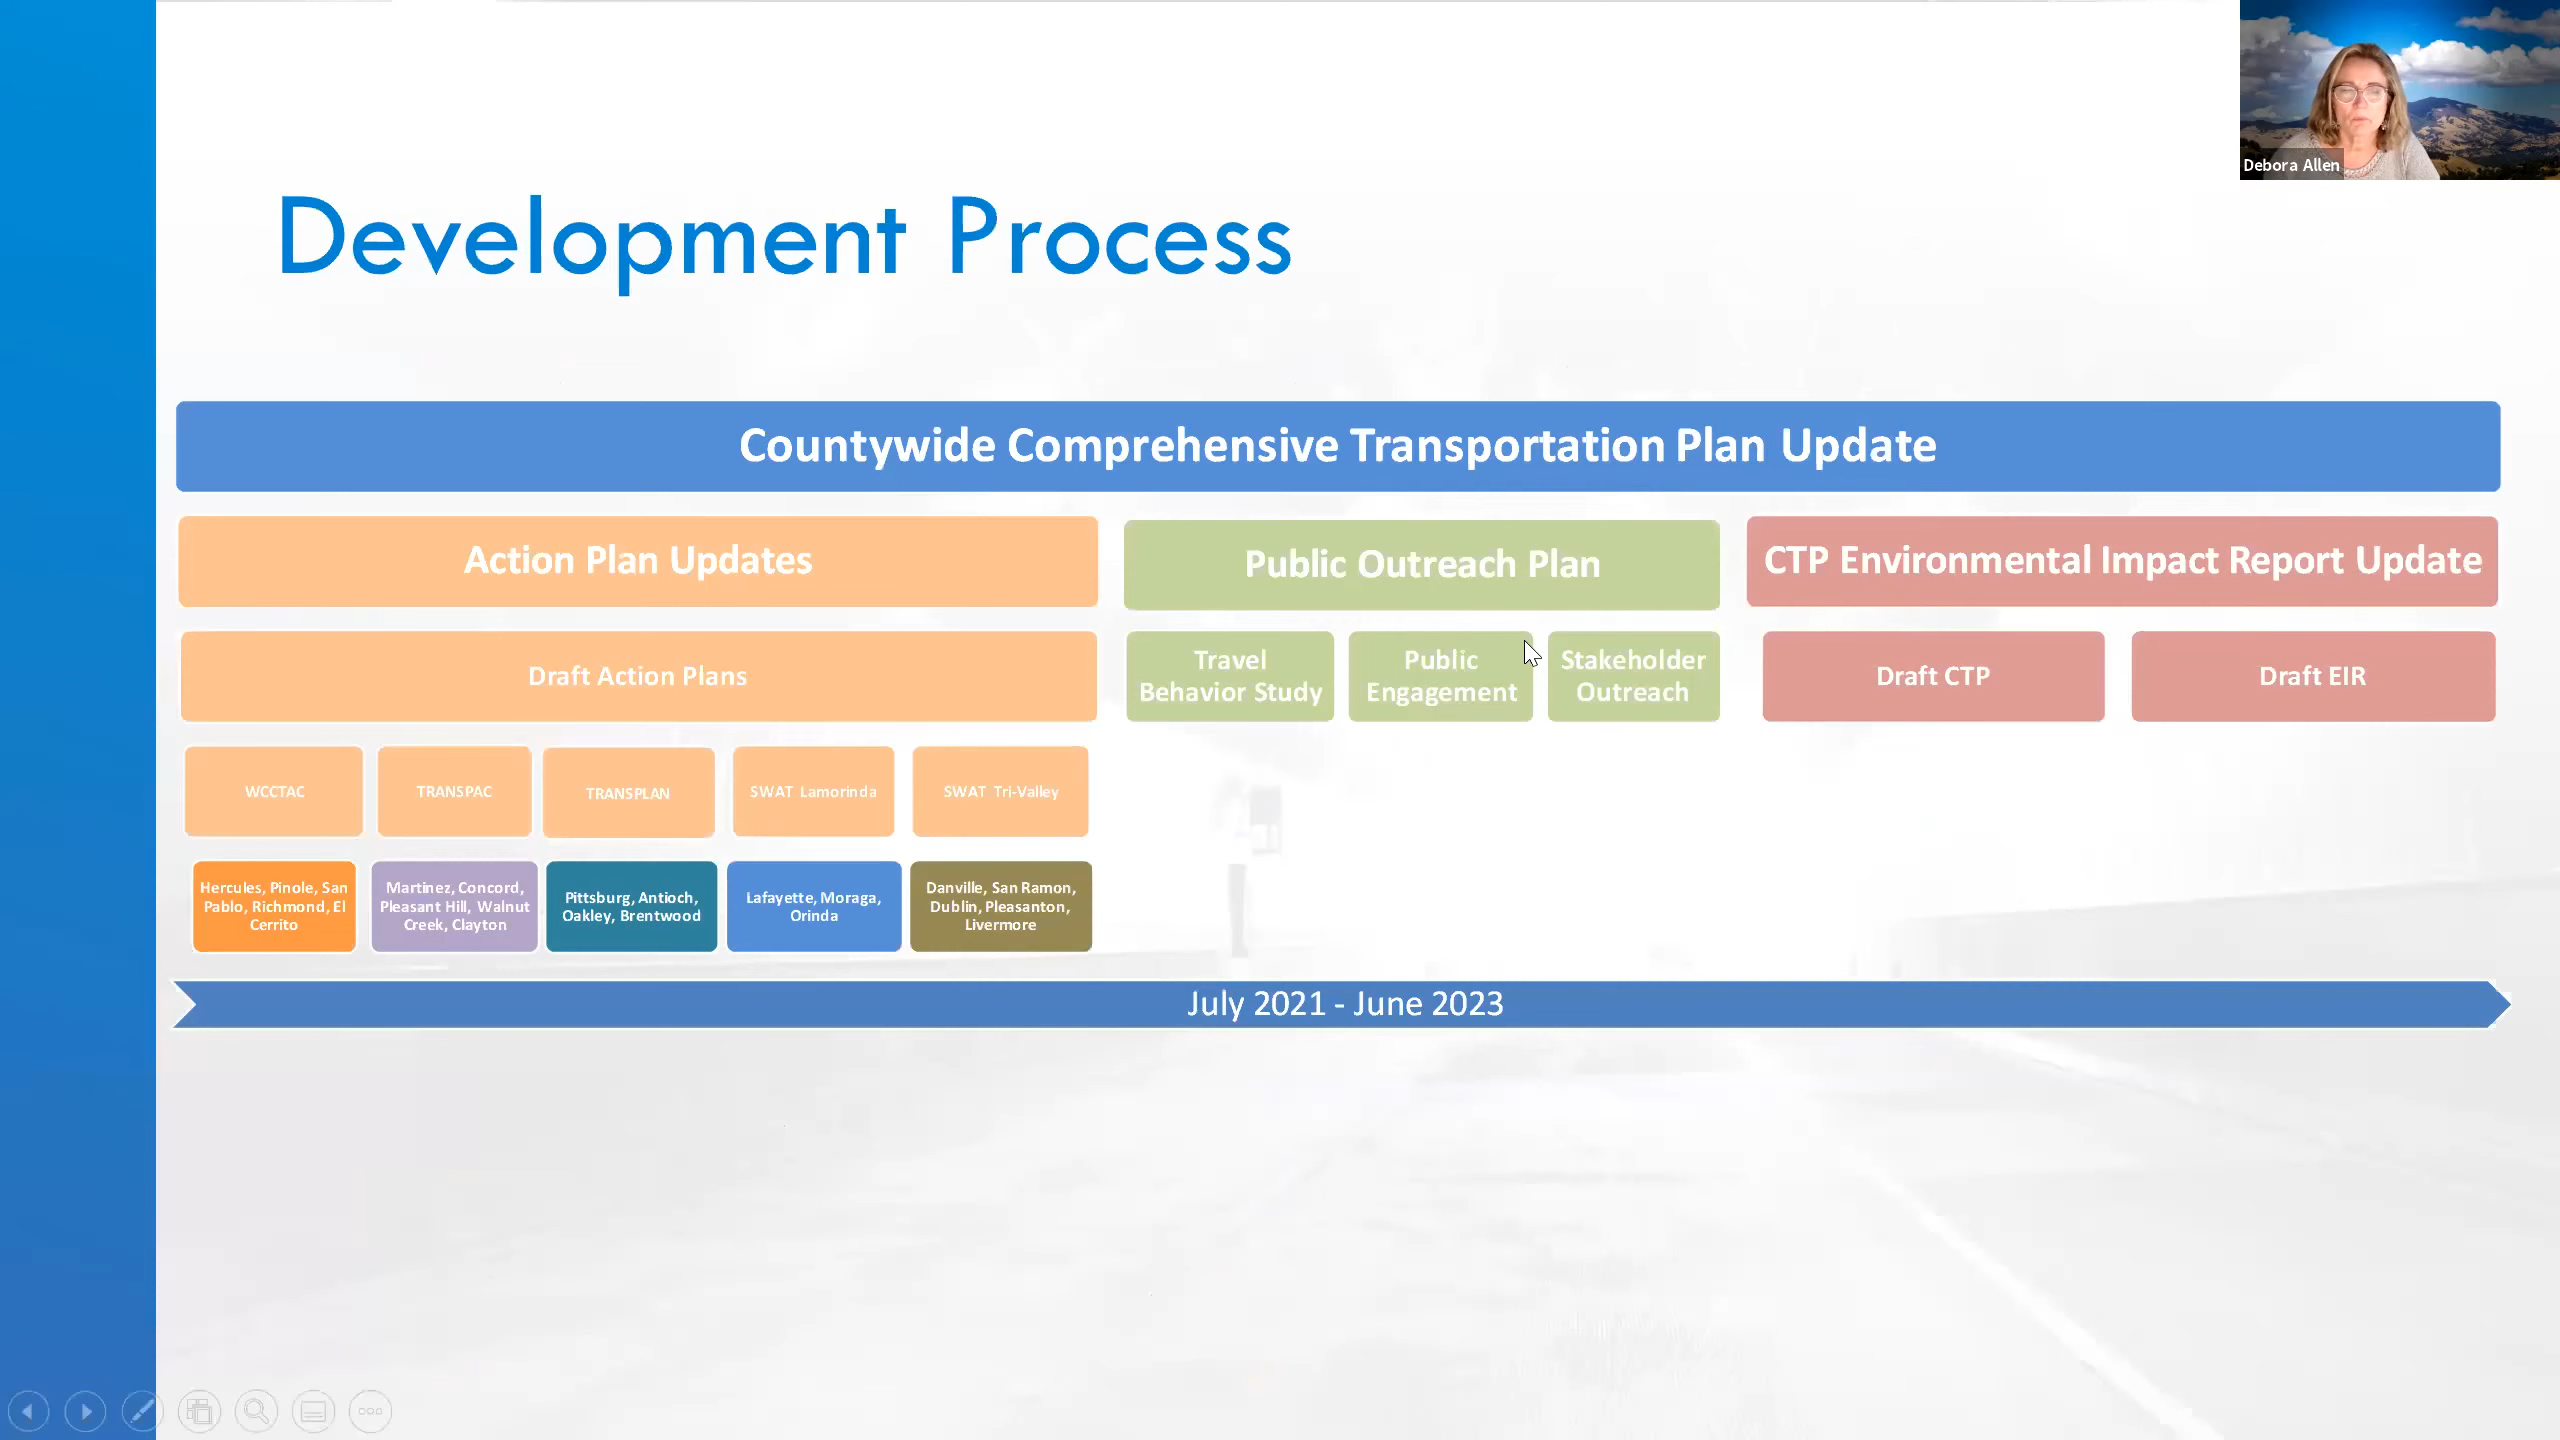 Debora Allen
Development Process
Countywide Comprehensive Transportation Plan Update
Action Plan Updates
Public Outreach Plan
CTP Environmental Impact Report Update
Draft Action Plans
Travel
Behavior Study
Public
Engagement
Stakeholder
Outreach
Draft CTP
Draft EIR
WCCTAC
TRANSPAC
TRANSPLAN
SWAT Lamorinda
SWAT Tri-Valley
Hercules, Pinole, San
Pablo, Richmond, El
Cerrito
Martinez, Concord,
Pleasant Hill, Walnut
Creek, Clayton
Pittsburg, Antioch,
Oakley, Brentwood
Lafayette, Moraga,
Orinda
Danville, San Ramon,
Dublin, Pleasanton,
Livermore
July 2021 - June 2023